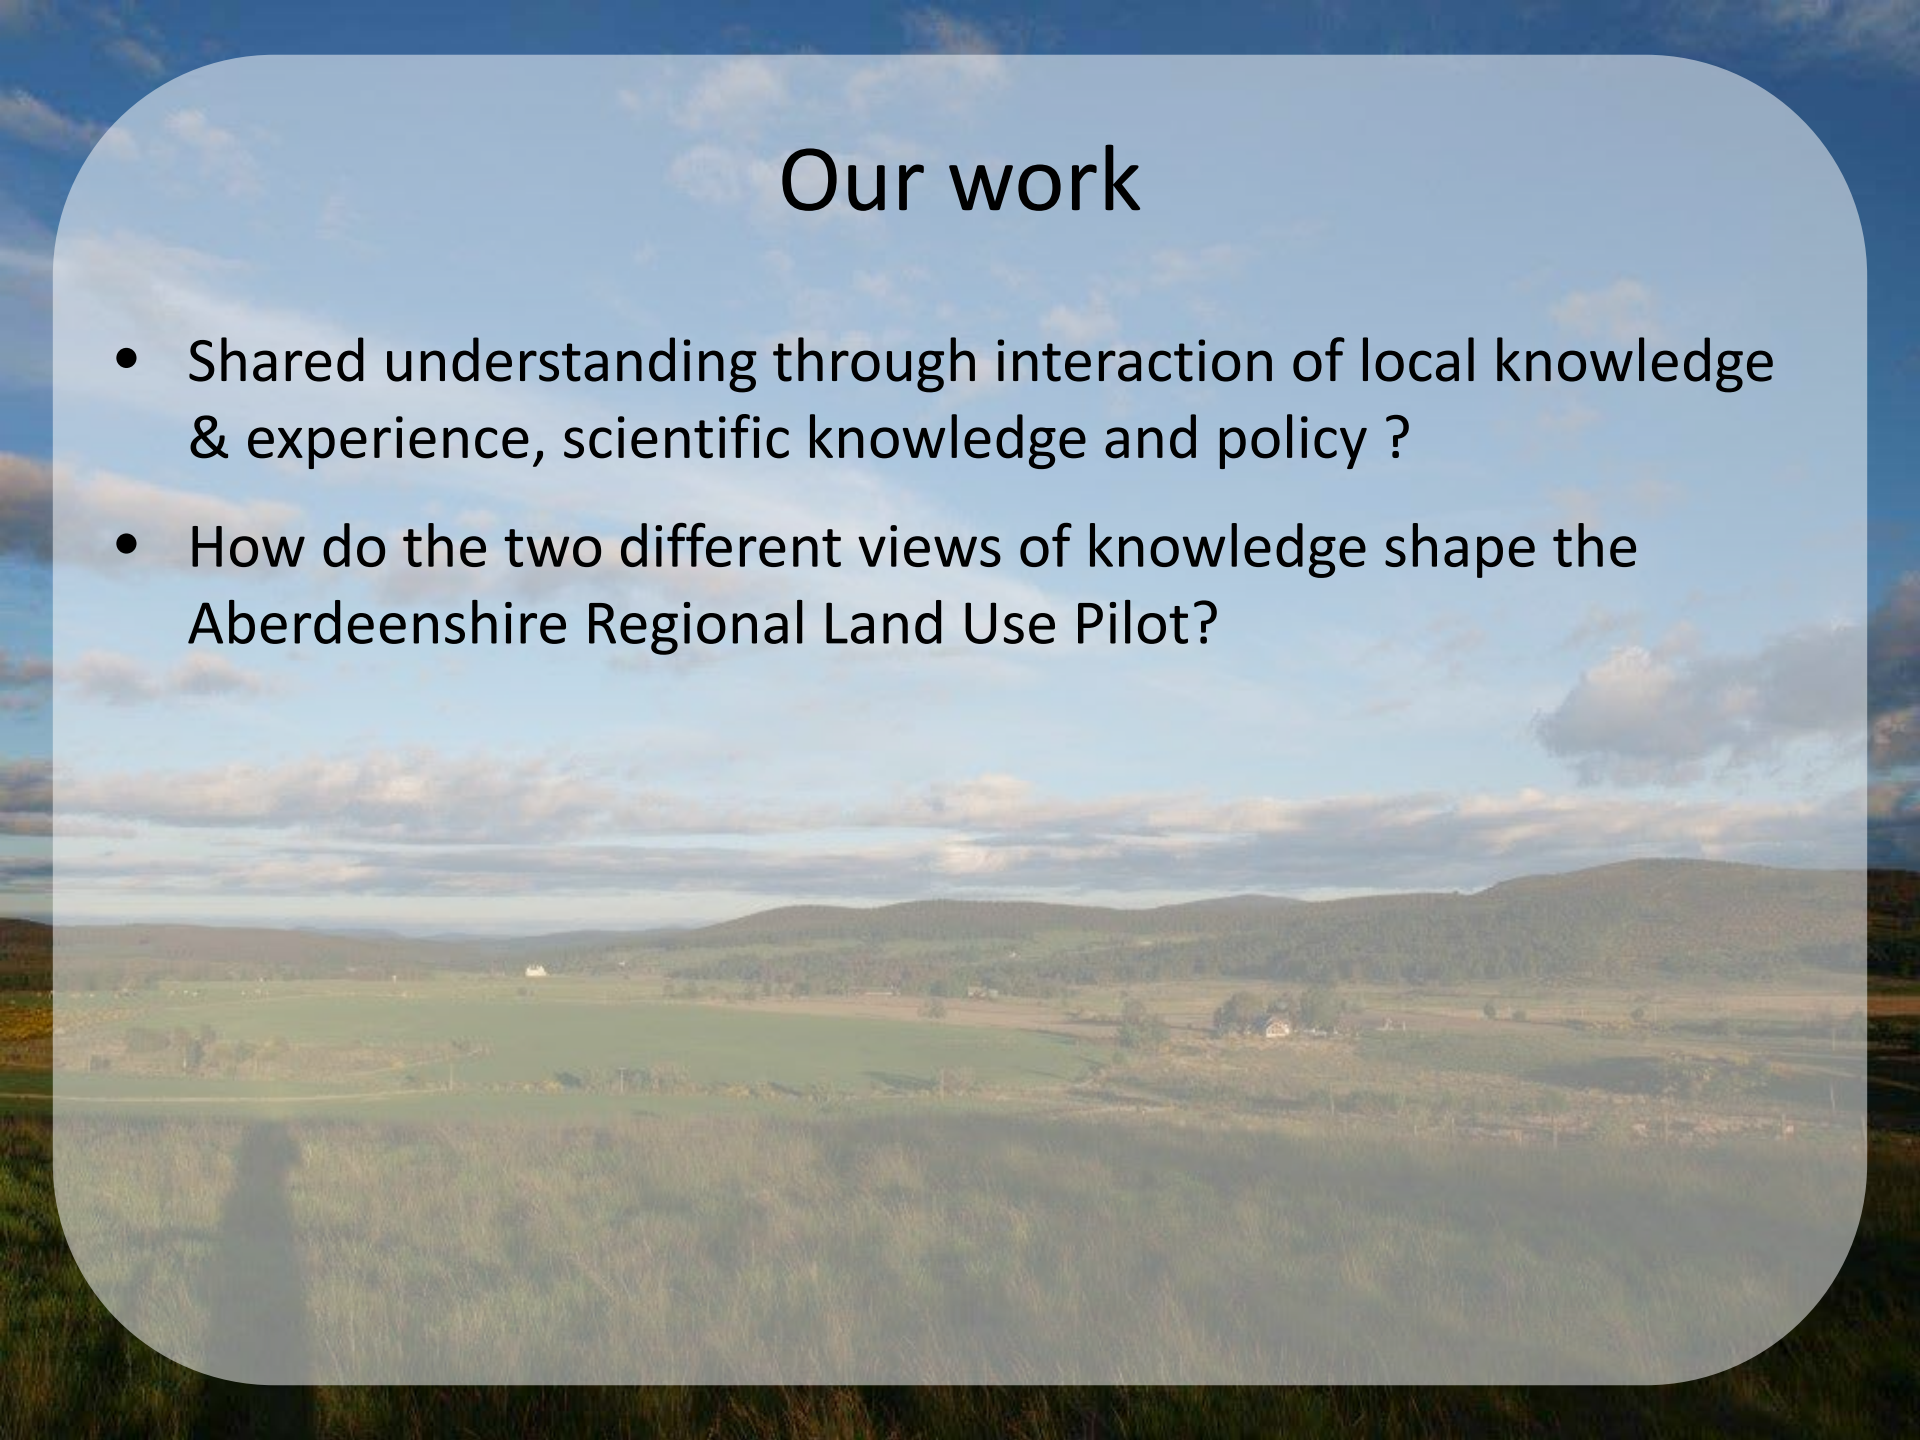 Our work
• Shared understanding through interaction of local knowledge
& experience, scientific knowledge and policy ?
• How do the two different views of knowledge shape the
Aberdeenshire Regional Land Use Pilot?